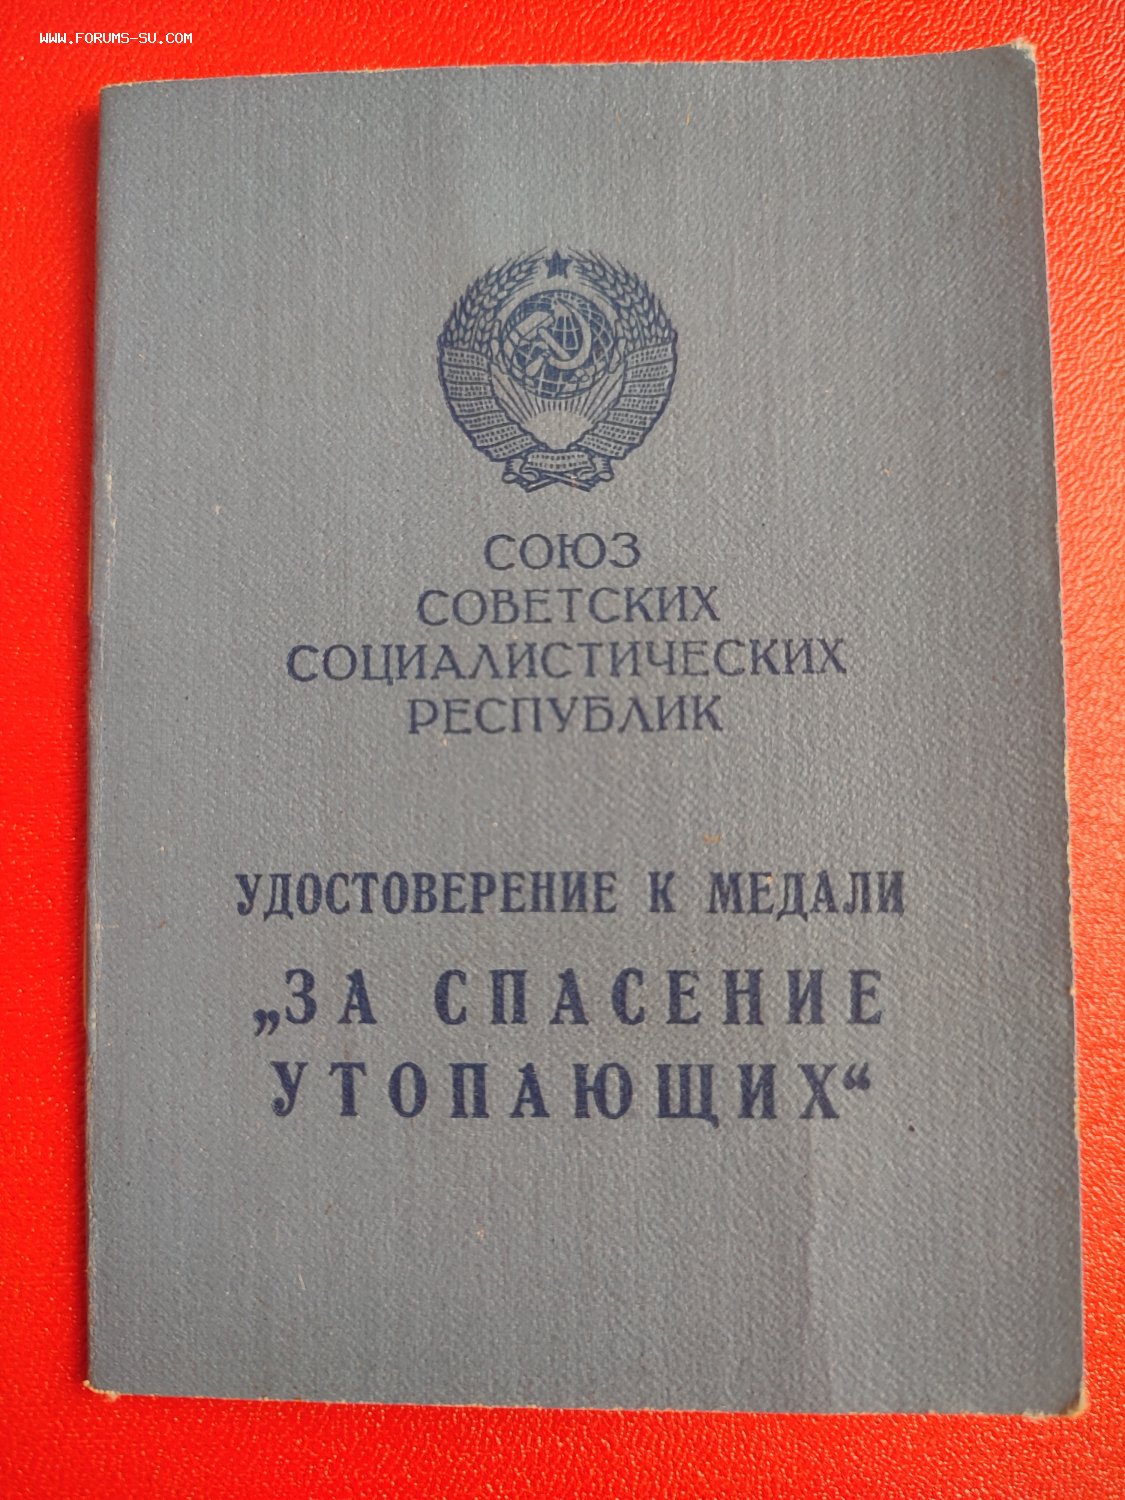 WWW.FORUMS-SU.COM
СОЮЗ
СОВЕТСКИХ
СОЦИАЛИСТИЧЕСКИХ
РЕСПУБЛИК
УДОСТОВЕРЕНИЕ К МЕДАЛИ
„ЗА СПАСЕНИЕ
УТОПАЮЩИХ“